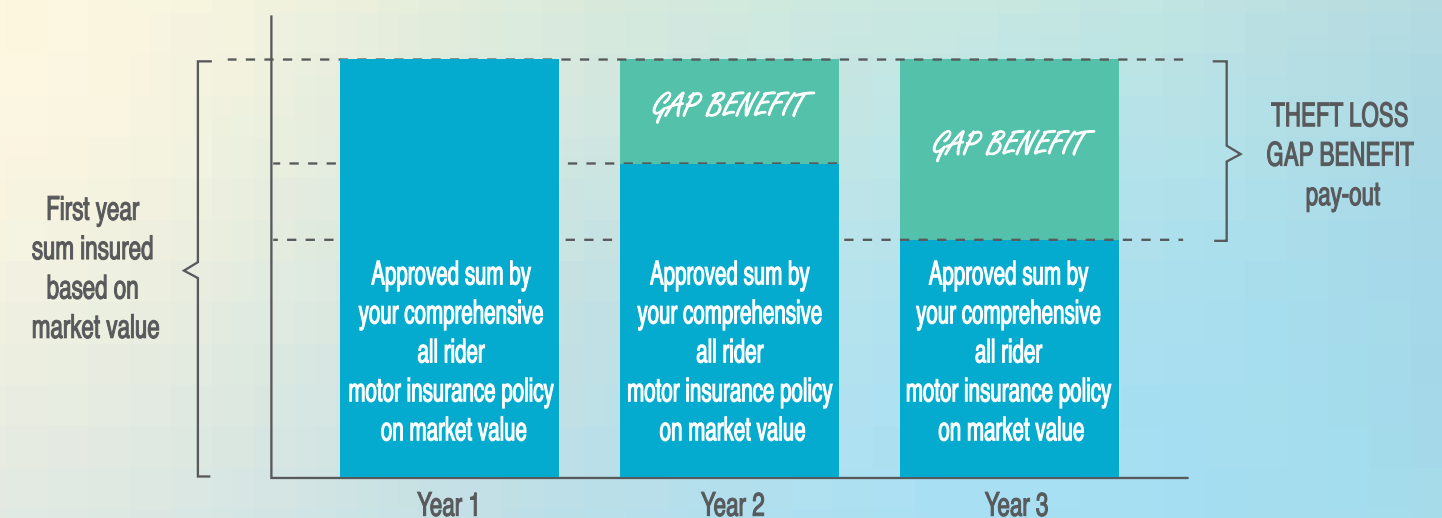 First year
sum insured
based on
market value
Approved sum by
your comprehensive
all rider
motor insurance policy
on market value
Year 1
GAP BENEFIT
Approved sum by
your comprehensive
all rider
motor insurance policy
on market value
Year 2
GAP BENEFIT
Approved sum by
your comprehensive
all rider
motor insurance policy
on market value
Year 3
THEFT LOSS
GAP BENEFIT
pay-out